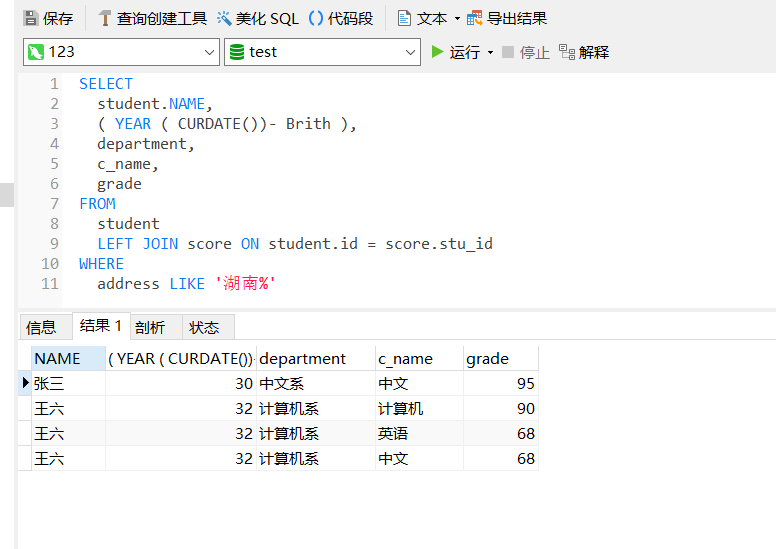 保存 查询创建工具 美化 SQL () 代码段 文本 导出结果
123 test 运行 停止 解释
1 SELECT
2 student.NAME,
3 ( YEAR ( CURDATE())- Brith ),
4 department,
5 c_name,
6 grade
7 FROM
8 student
9 LEFT JOIN score ON student.id = score.stu_id
10 WHERE
11 address LIKE '湖南%'
信息 结果 1 剖析 状态
NAME ( YEAR ( CURDATE())- department c_name grade
张三 30 中文系 中文 95
王六 32 计算机系 计算机 90
王六 32 计算机系 英语 68
王六 32 计算机系 中文 68